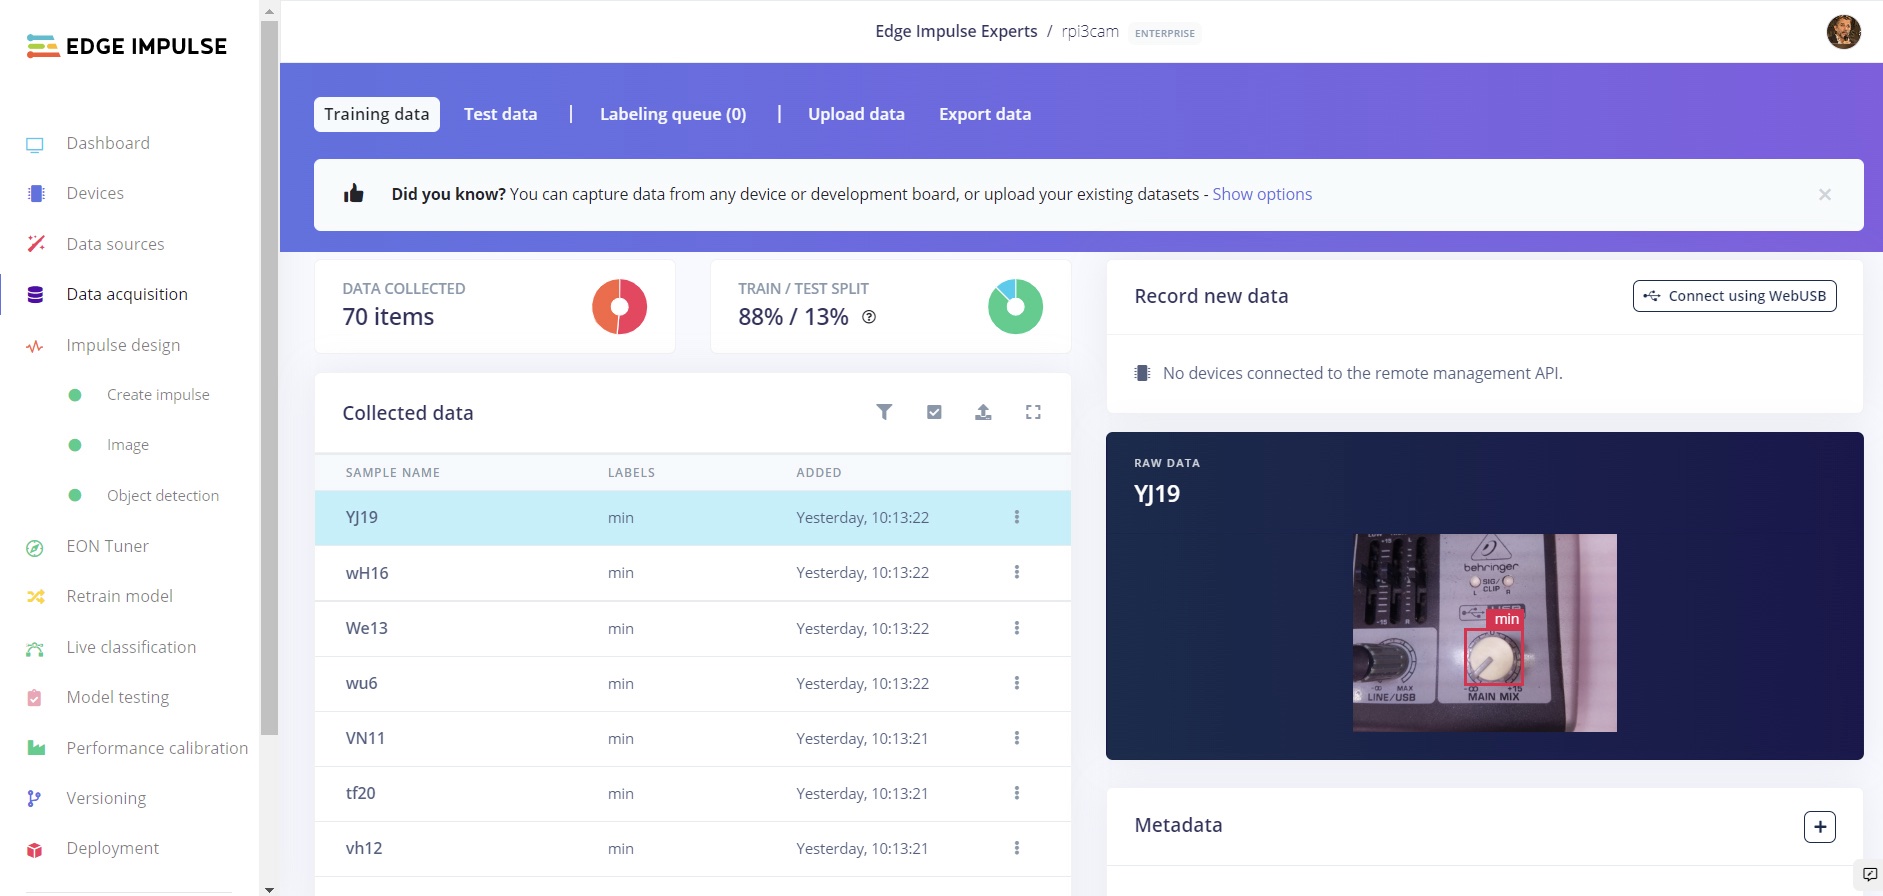 EDGE IMPULSE
Edge Impulse Experts / rpi3cam ENTERPRISE
Dashboard
Devices
Data sources
Data acquisition
Impulse design
Create impulse
Image
Object detection
EON Tuner
Retrain model
Live classification
Model testing
Performance calibration
Versioning
Deployment
Training data Test data | Labeling queue (0) | Upload data Export data
Did you know? You can capture data from any device or development board, or upload your existing datasets - Show options
DATA COLLECTED
70 items
TRAIN / TEST SPLIT
88% / 13%
Collected data
SAMPLE NAME LABELS ADDED
YJ19 min Yesterday, 10:13:22
wH16 min Yesterday, 10:13:22
We13 min Yesterday, 10:13:22
wu6 min Yesterday, 10:13:22
VN11 min Yesterday, 10:13:21
tf20 min Yesterday, 10:13:21
vh12 min Yesterday, 10:13:21
Record new data
Connect using WebUSB
No devices connected to the remote management API.
RAW DATA
YJ19
behringer
SIG/
L CLIP R
-15 R
min
-∞ MAX
LINE/USB
-∞ +15
MAIN MIX
Metadata